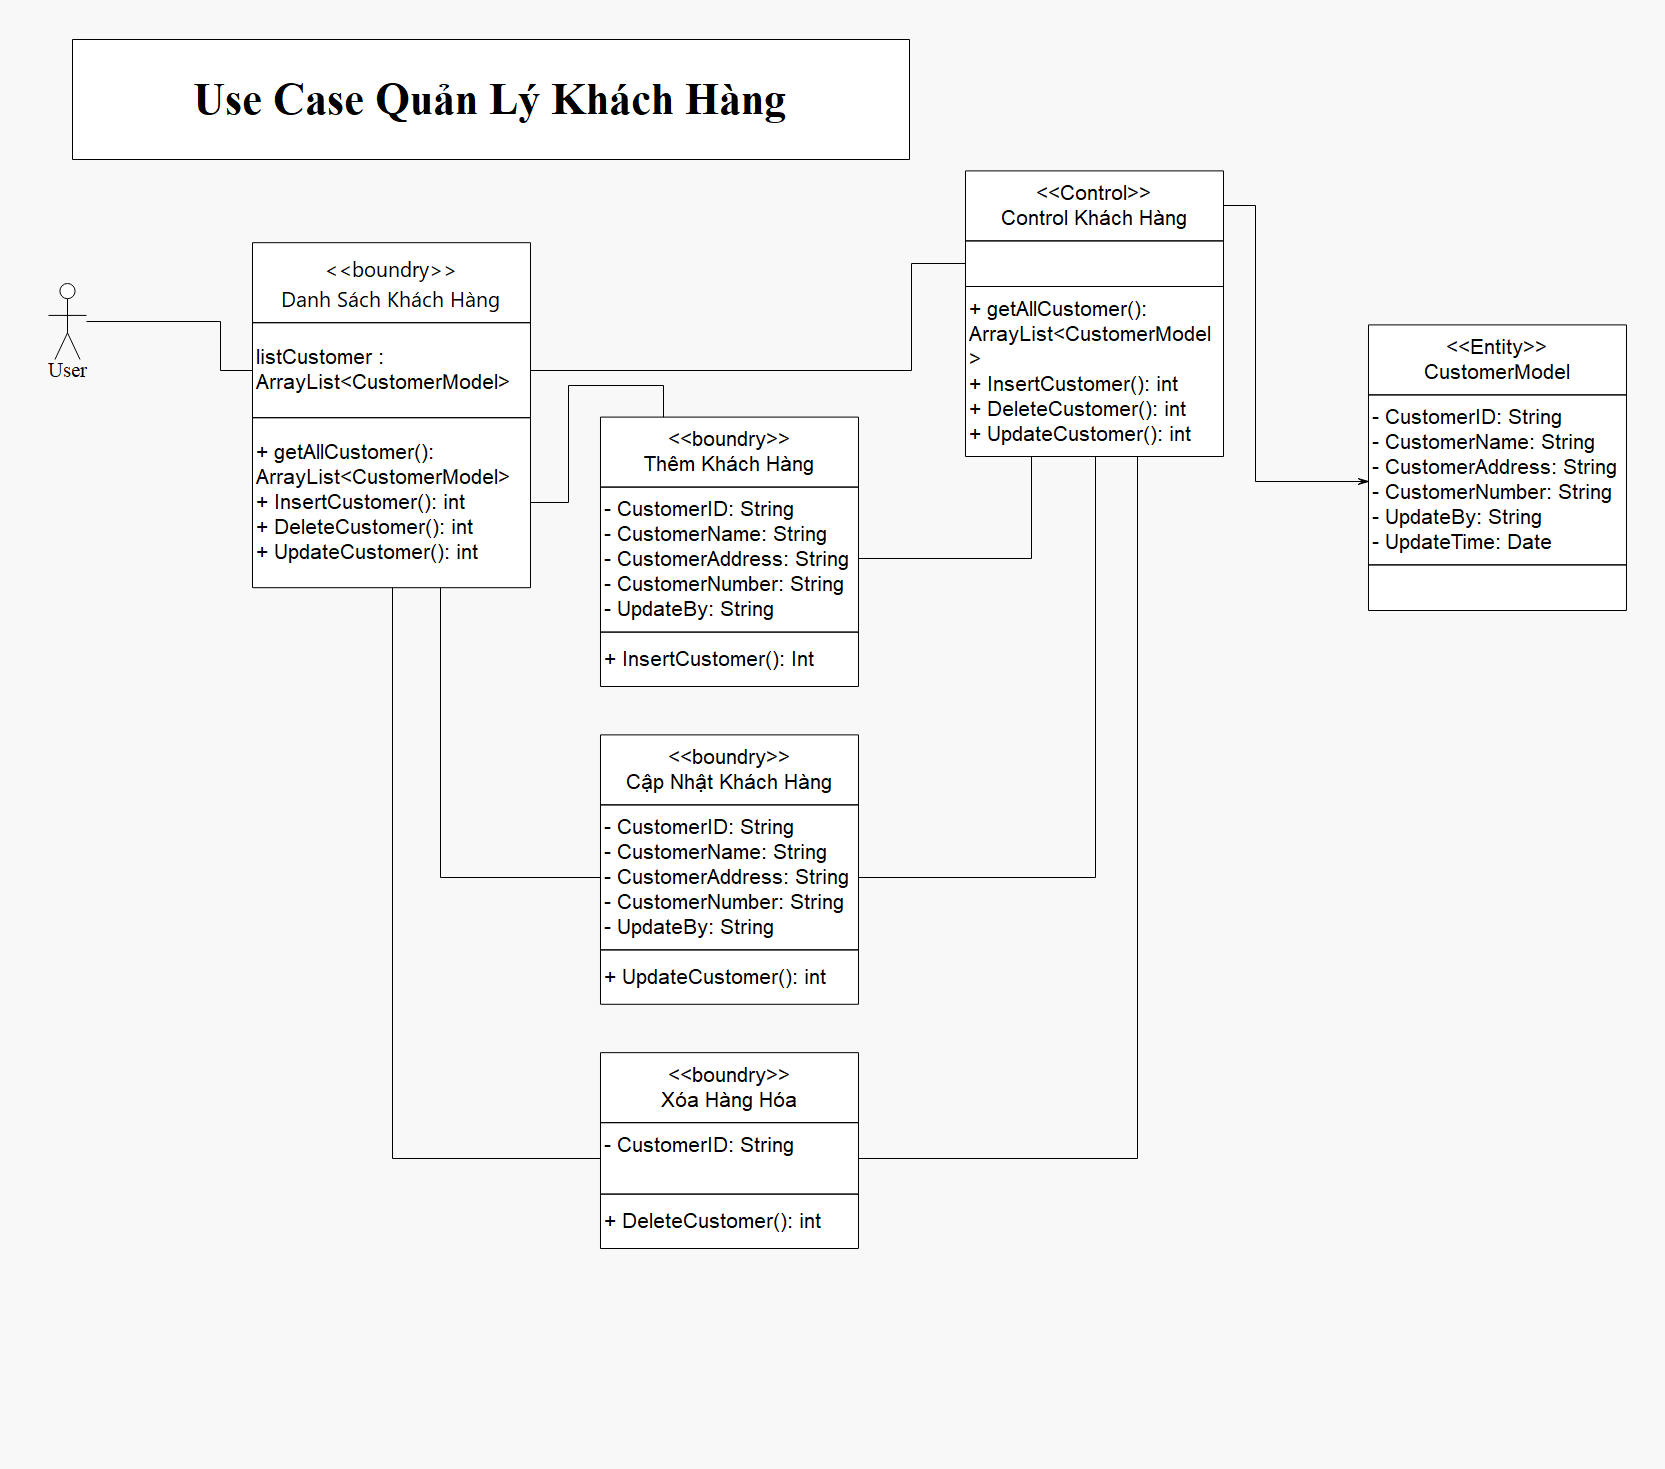 Use Case Quản Lý Khách Hàng
User
<<boundry>>
Danh Sách Khách Hàng
listCustomer :
ArrayList<CustomerModel>
+ getAllCustomer():
ArrayList<CustomerModel>
+ InsertCustomer(): int
+ DeleteCustomer(): int
+ UpdateCustomer(): int
<<boundry>>
Thêm Khách Hàng
- CustomerID: String
- CustomerName: String
- CustomerAddress: String
- CustomerNumber: String
- UpdateBy: String
+ InsertCustomer(): Int
<<boundry>>
Cập Nhật Khách Hàng
- CustomerID: String
- CustomerName: String
- CustomerAddress: String
- CustomerNumber: String
- UpdateBy: String
+ UpdateCustomer(): int
<<boundry>>
Xóa Hàng Hóa
- CustomerID: String
+ DeleteCustomer(): int
<<Control>>
Control Khách Hàng
+ getAllCustomer():
ArrayList<CustomerModel
>
+ InsertCustomer(): int
+ DeleteCustomer(): int
+ UpdateCustomer(): int
<<Entity>>
CustomerModel
- CustomerID: String
- CustomerName: String
- CustomerAddress: String
- CustomerNumber: String
- UpdateBy: String
- UpdateTime: Date